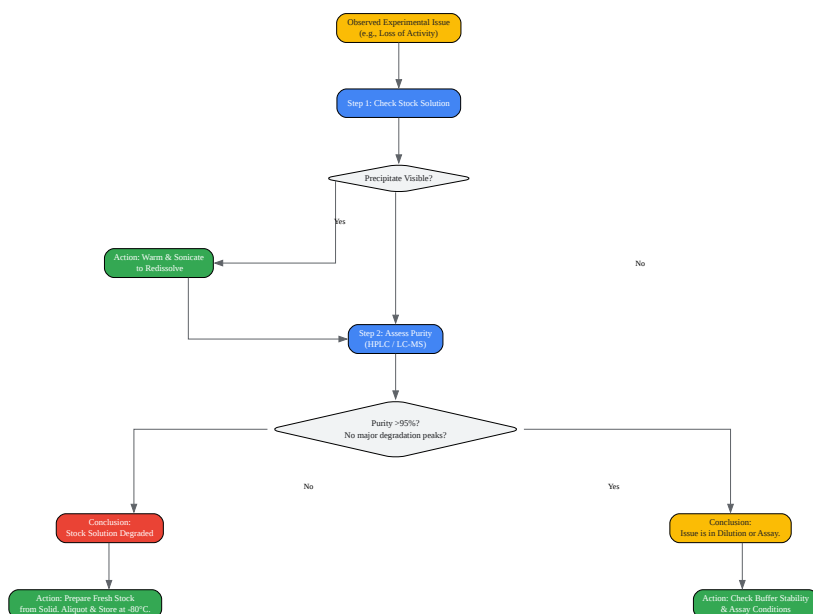 Observed Experimental Issue
(e.g., Loss of Activity)
Step 1: Check Stock Solution
Precipitate Visible?
Yes
Action: Warm & Sonicate
to Redissolve
No
Step 2: Assess Purity
(HPLC / LC-MS)
Purity >95%?
No major degradation peaks?
No
Yes
Conclusion:
Stock Solution Degraded
Conclusion:
Issue is in Dilution or Assay.
Action: Prepare Fresh Stock
from Solid. Aliquot & Store at -80°C.
Action: Check Buffer Stability
& Assay Conditions